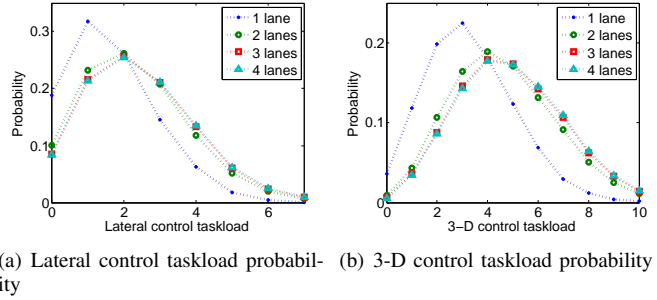 0.3
0.2
0.1
0
Probability
0 2 4 6
Lateral control taskload
1 lane
2 lanes
3 lanes
4 lanes
0.2
0.1
0
Probability
0 2 4 6 8 10
3−D control taskload
1 lane
2 lanes
3 lanes
4 lanes
(a) Lateral control taskload probabil-
ity
(b) 3-D control taskload probability